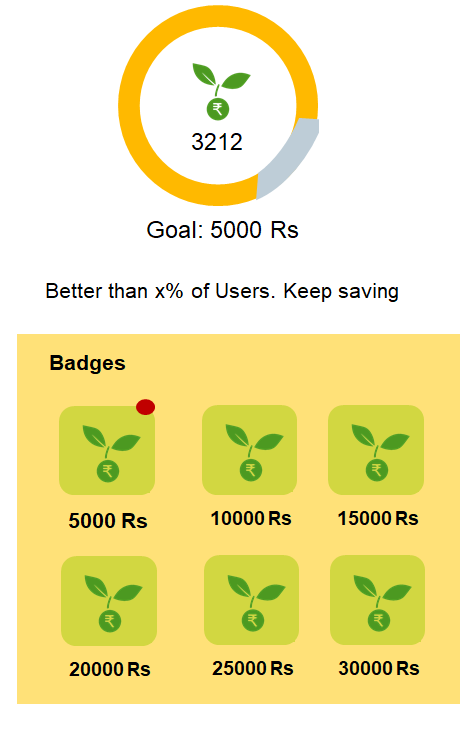 ₹
3212
Goal: 5000 Rs
Better than x% of Users. Keep saving
Badges
₹ ₹ ₹
5000 Rs 10000 Rs 15000 Rs
₹ ₹ ₹
20000 Rs 25000 Rs 30000 Rs